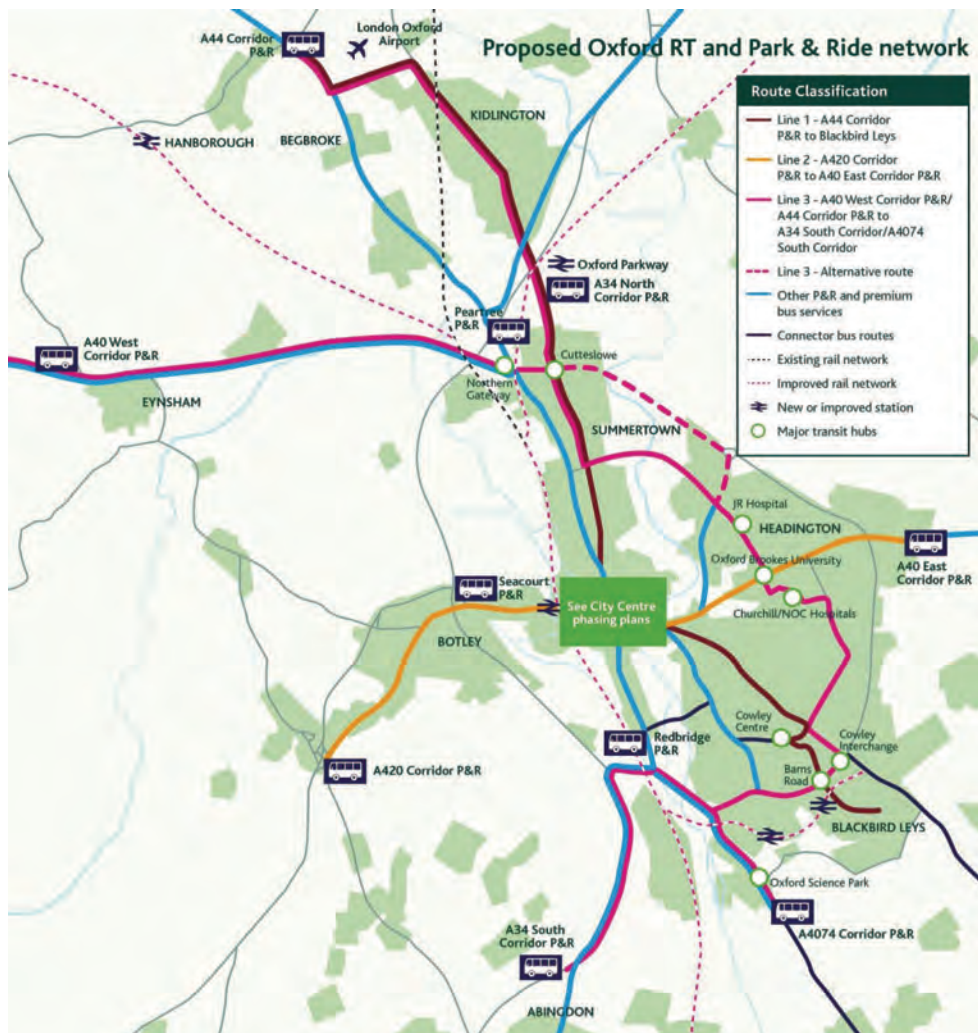 Proposed Oxford RT and Park & Ride network
A44 Corridor
P&R
London Oxford
Airport
KIDLINGTON
HANBOROUGH
BEGBROKE
Route Classification
Line 1 - A44 Corridor
P&R to Blackbird Leys
Line 2 - A420 Corridor
P&R to A40 East Corridor P&R
Line 3 - A40 West Corridor P&R/
A44 Corridor P&R to
A34 South Corridor/A4074
South Corridor
Line 3 - Alternative route
Other P&R and premium
bus services
Connector bus routes
Existing rail network
Improved rail network
New or improved station
Major transit hubs
Oxford Parkway
A34 North
Corridor P&R
Peartree
P&R
A40 West
Corridor P&R
Cutteslowe
Northern
Gateway
EYNSHAM
SUMMERTOWN
JR Hospital
HEADINGTON
Oxford Brookes University
A40 East
Corridor P&R
Seacourt
P&R
See City Centre
phasing plans
Churchill/NOC Hospitals
BOTLEY
Cowley
Centre
Cowley
Interchange
Redbridge
P&R
A420 Corridor P&R
Barns
Road
BLACKBIRD LEYS
Oxford Science Park
A34 South
Corridor P&R
A4074 Corridor P&R
ABINGDON